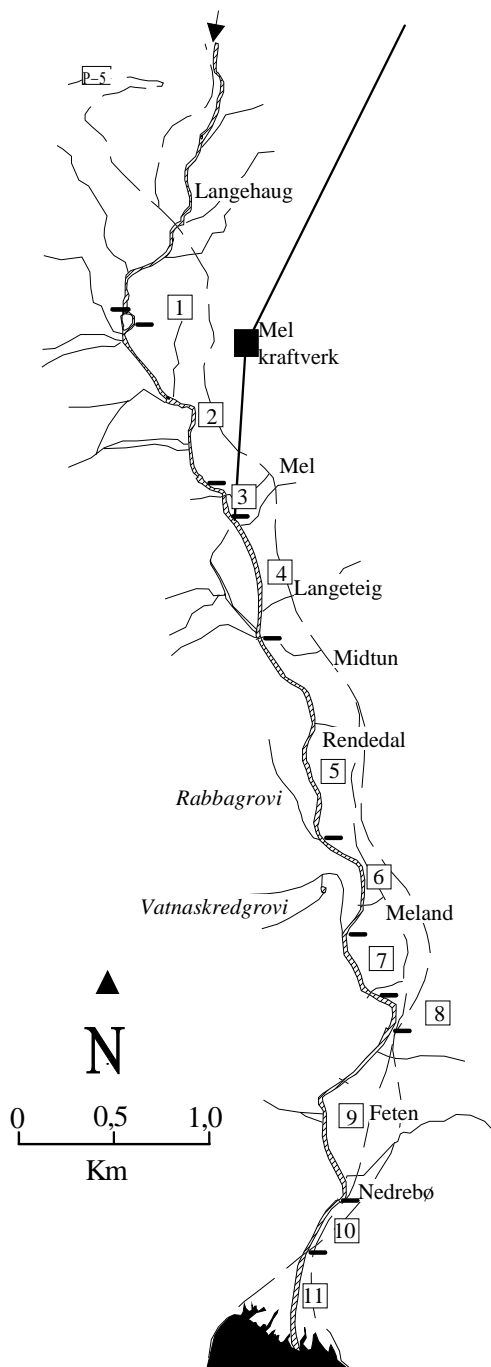 P-5
Langehaug
1
Mel
kraftverk
2
Mel
3
4
Langeteig
Midtun
Rendedal
5
Rabbagrovi
6
Vatnaskredgrovi
Meland
7
8
N
0 0,5 1,0
Km
9
Feten
Nedrebø
10
11